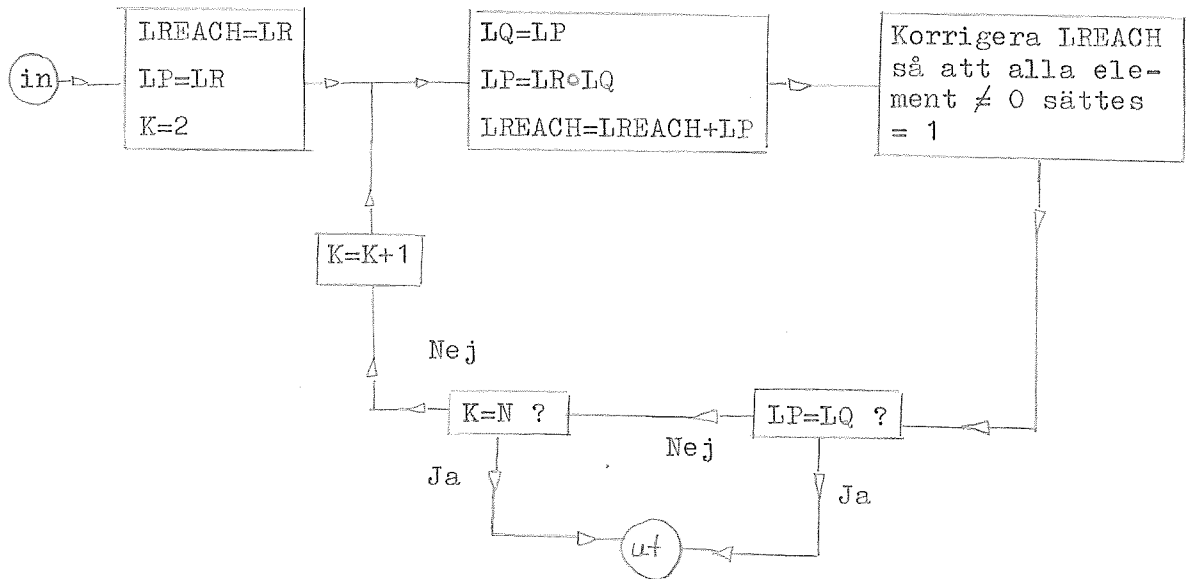 in
LREACH=LR
LP=LR
K=2
LQ=LP
LP=LR∘LQ
LREACH=LREACH+LP
Korrigera LREACH
så att alla ele-
ment ≠ 0 sättes
= 1
K=K+1
Nej
K=N ?
Nej
LP=LQ ?
Ja
Ja
ut